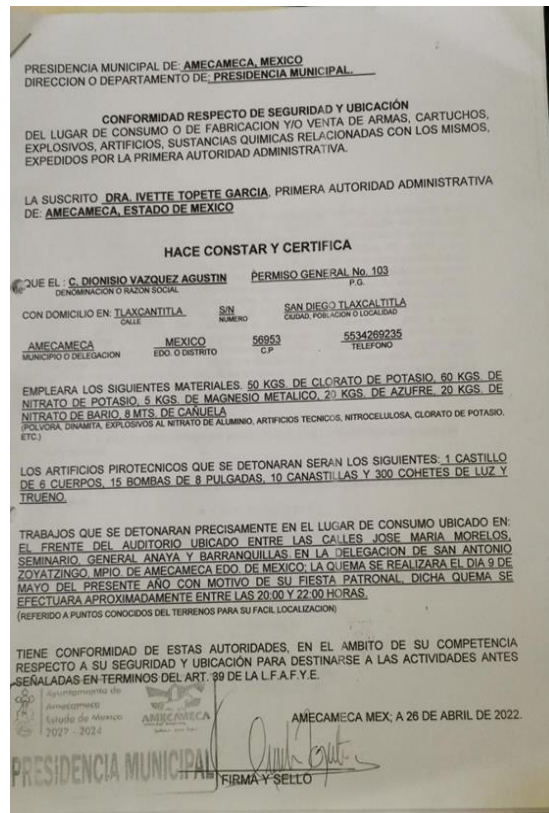 PRESIDENCIA MUNICIPAL DE: AMECAMECA, MEXICO
DIRECCION O DEPARTAMENTO DE: PRESIDENCIA MUNICIPAL.
CONFORMIDAD RESPECTO DE SEGURIDAD Y UBICACIÓN
DEL LUGAR DE CONSUMO O DE FABRICACION Y/O VENTA DE ARMAS, CARTUCHOS,
EXPLOSIVOS, ARTIFICIOS, SUSTANCIAS QUIMICAS RELACIONADAS CON LOS MISMOS,
EXPEDIDOS POR LA PRIMERA AUTORIDAD ADMINISTRATIVA.
LA SUSCRITO DRA. IVETTE TOPETE GARCIA, PRIMERA AUTORIDAD ADMINISTRATIVA
DE: AMECAMECA, ESTADO DE MEXICO
HACE CONSTAR Y CERTIFICA
QUE EL : C. DIONISIO VAZQUEZ AGUSTIN PERMISO GENERAL No. 103
DENOMINACION O RAZON SOCIAL P.G.
CON DOMICILIO EN: TLAXCANTITLA S/N SAN DIEGO TLAXCALTITLA
CALLE NUMERO CIUDAD, POBLACION O LOCALIDAD
AMECAMECA MEXICO 56953 5534269235
MUNICIPIO O DELEGACION EDO. O DISTRITO C.P TELEFONO
EMPLEARA LOS SIGUIENTES MATERIALES. 50 KGS. DE CLORATO DE POTASIO, 60 KGS. DE
NITRATO DE POTASIO, 5 KGS. DE MAGNESIO METALICO, 20 KGS. DE AZUFRE, 20 KGS. DE
NITRATO DE BARIO, 8 MTS. DE CAÑUELA
(POLVORA, DINAMITA, EXPLOSIVOS AL NITRATO DE ALUMINIO, ARTIFICIOS TECNICOS, NITROCELULOSA, CLORATO DE POTASIO,
ETC.)
LOS ARTIFICIOS PIROTECNICOS QUE SE DETONARAN SERAN LOS SIGUIENTES: 1 CASTILLO
DE 6 CUERPOS, 15 BOMBAS DE 8 PULGADAS, 10 CANASTILLAS Y 300 COHETES DE LUZ Y
TRUENO.
TRABAJOS QUE SE DETONARAN PRECISAMENTE EN EL LUGAR DE CONSUMO UBICADO EN:
EL FRENTE DEL AUDITORIO UBICADO ENTRE LAS CALLES JOSE MARIA MORELOS,
SEMINARIO, GENERAL ANAYA Y BARRANQUILLAS EN LA DELEGACION DE SAN ANTONIO
ZOYATZINGO, MPIO. DE AMECAMECA EDO. DE MEXICO; LA QUEMA SE REALIZARA EL DIA 9 DE
MAYO DEL PRESENTE AÑO CON MOTIVO DE SU FIESTA PATRONAL, DICHA QUEMA SE
EFECTUARA APROXIMADAMENTE ENTRE LAS 20:00 Y 22:00 HORAS.
(REFERIDO A PUNTOS CONOCIDOS DEL TERRENOS PARA SU FACIL LOCALIZACION)
TIENE CONFORMIDAD DE ESTAS AUTORIDADES, EN EL AMBITO DE SU COMPETENCIA
RESPECTO A SU SEGURIDAD Y UBICACIÓN PARA DESTINARSE A LAS ACTIVIDADES ANTES
SEÑALADAS EN TERMINOS DEL ART. 39 DE LA L.F.A.F.Y.E.
Ayuntamiento de
Amecameca
Estado de México
2022 - 2024
AMECAMECA
AMECAMECA MEX; A 26 DE ABRIL DE 2022.
PRESIDENCIA MUNICIPAL
FIRMA Y SELLO